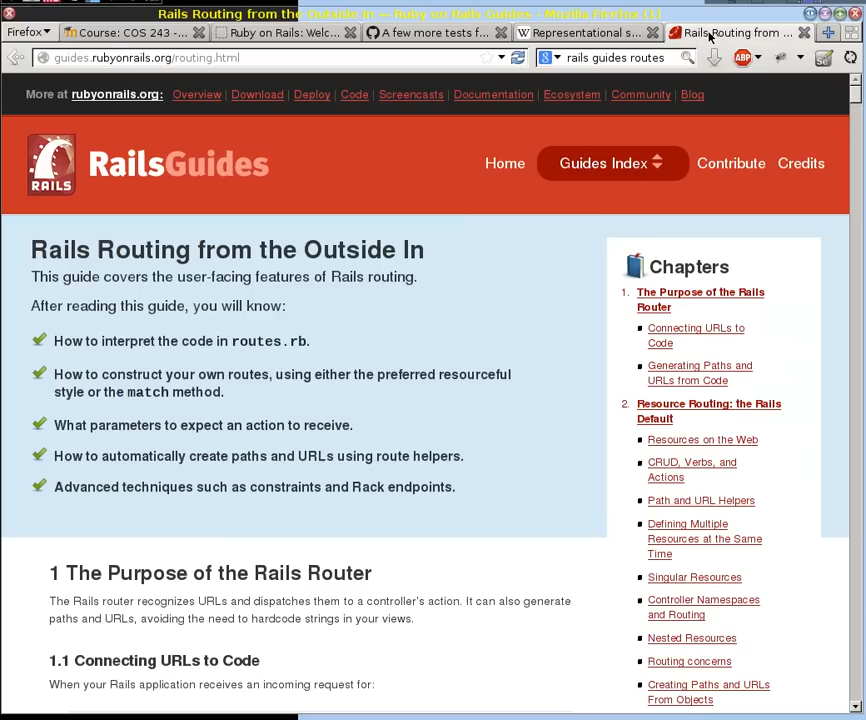 Rails Routing from the Outside In — Ruby on Rails Guides - Mozilla Firefox (1)
Firefox
Course: COS 243 - ...
Ruby on Rails: Welc...
A few more tests f...
Representational s...
Rails Routing from ...
guides.rubyonrails.org/routing.html
rails guides routes
ABP
More at rubyonrails.org: Overview | Download | Deploy | Code | Screencasts | Documentation | Ecosystem | Community | Blog
RAILS
RailsGuides
Home
Guides Index
Contribute
Credits
Rails Routing from the Outside In
This guide covers the user-facing features of Rails routing.
After reading this guide, you will know:
How to interpret the code in routes.rb.
How to construct your own routes, using either the preferred resourceful
style or the match method.
What parameters to expect an action to receive.
How to automatically create paths and URLs using route helpers.
Advanced techniques such as constraints and Rack endpoints.
Chapters
1. The Purpose of the Rails
Router
Connecting URLs to
Code
Generating Paths and
URLs from Code
2. Resource Routing: the Rails
Default
Resources on the Web
CRUD, Verbs, and
Actions
Path and URL Helpers
Defining Multiple
Resources at the Same
Time
Singular Resources
Controller Namespaces
and Routing
Nested Resources
Routing concerns
Creating Paths and URLs
From Objects
1 The Purpose of the Rails Router
The Rails router recognizes URLs and dispatches them to a controller's action. It can also generate
paths and URLs, avoiding the need to hardcode strings in your views.
1.1 Connecting URLs to Code
When your Rails application receives an incoming request for: